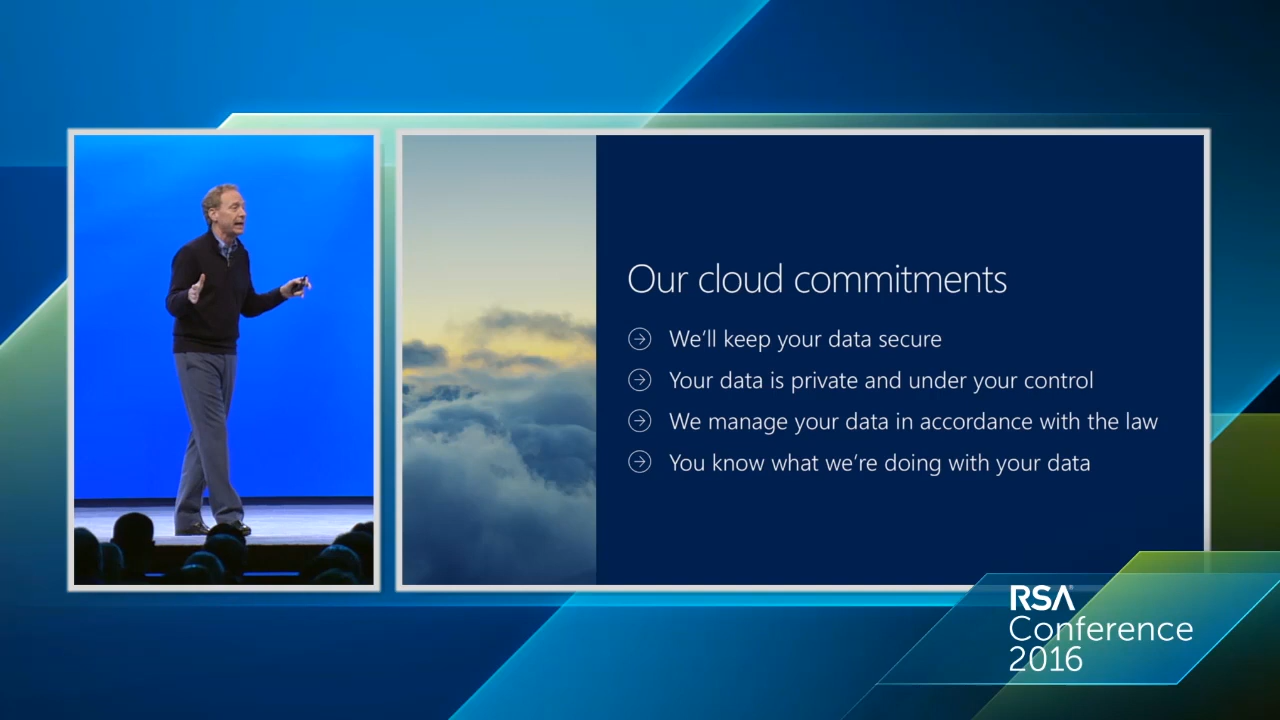 Our cloud commitments
We'll keep your data secure
Your data is private and under your control
We manage your data in accordance with the law
You know what we're doing with your data
RSA
Conference
2016